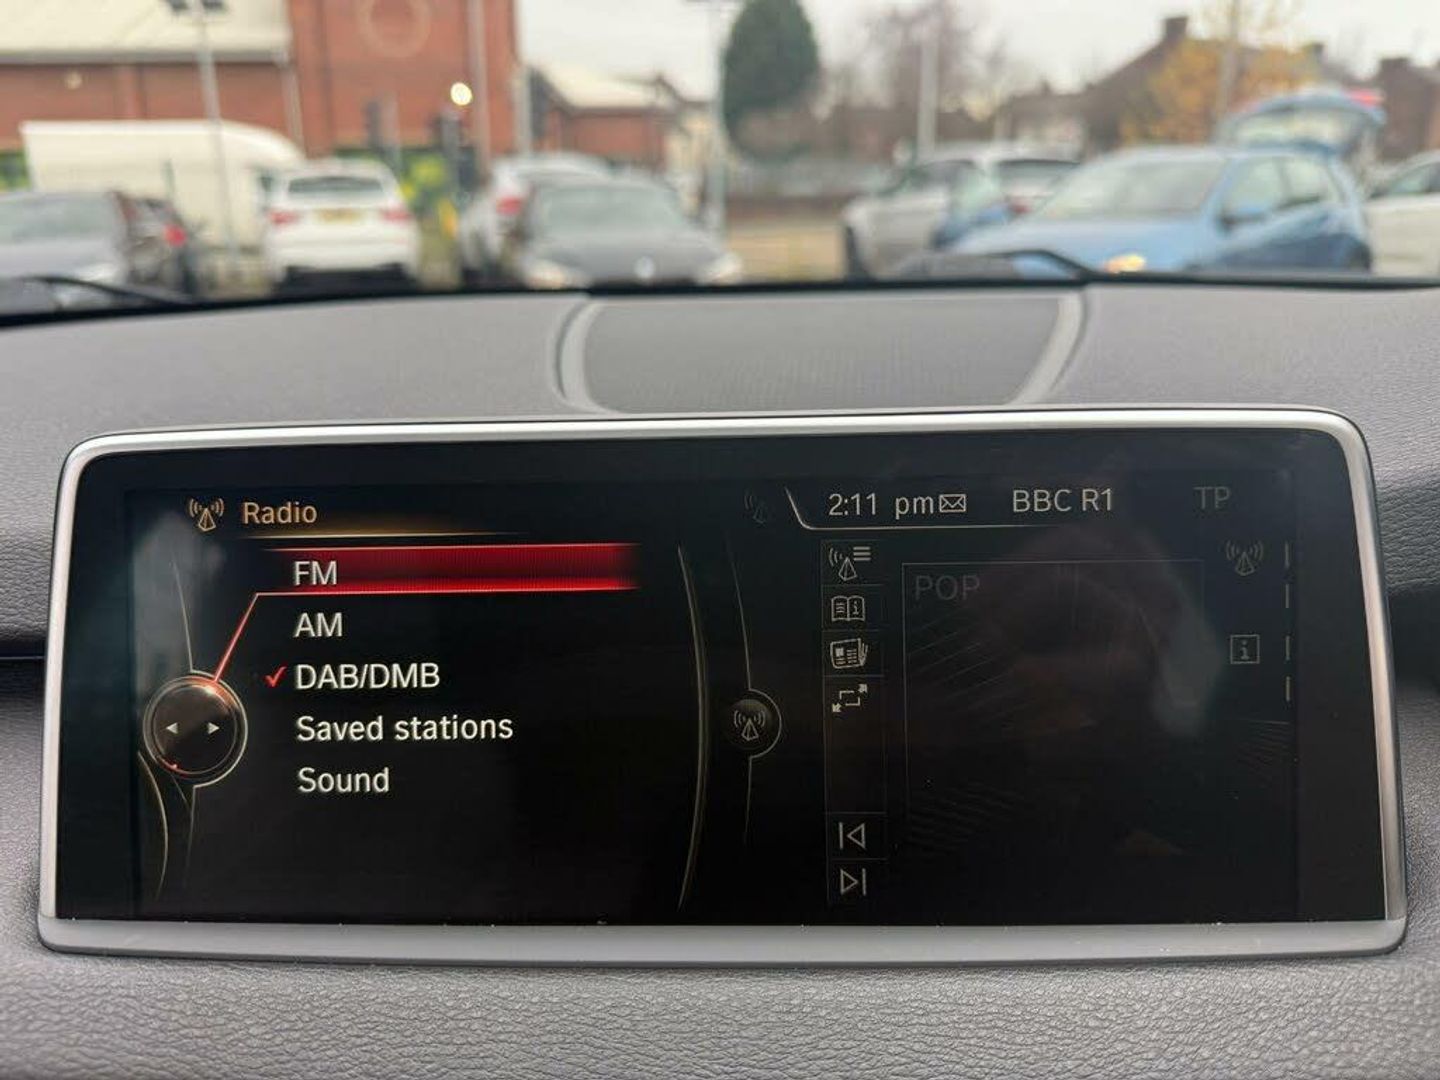 Radio
2:11 pm
BBC R1
TP
FM
AM
DAB/DMB
Saved stations
Sound
POP